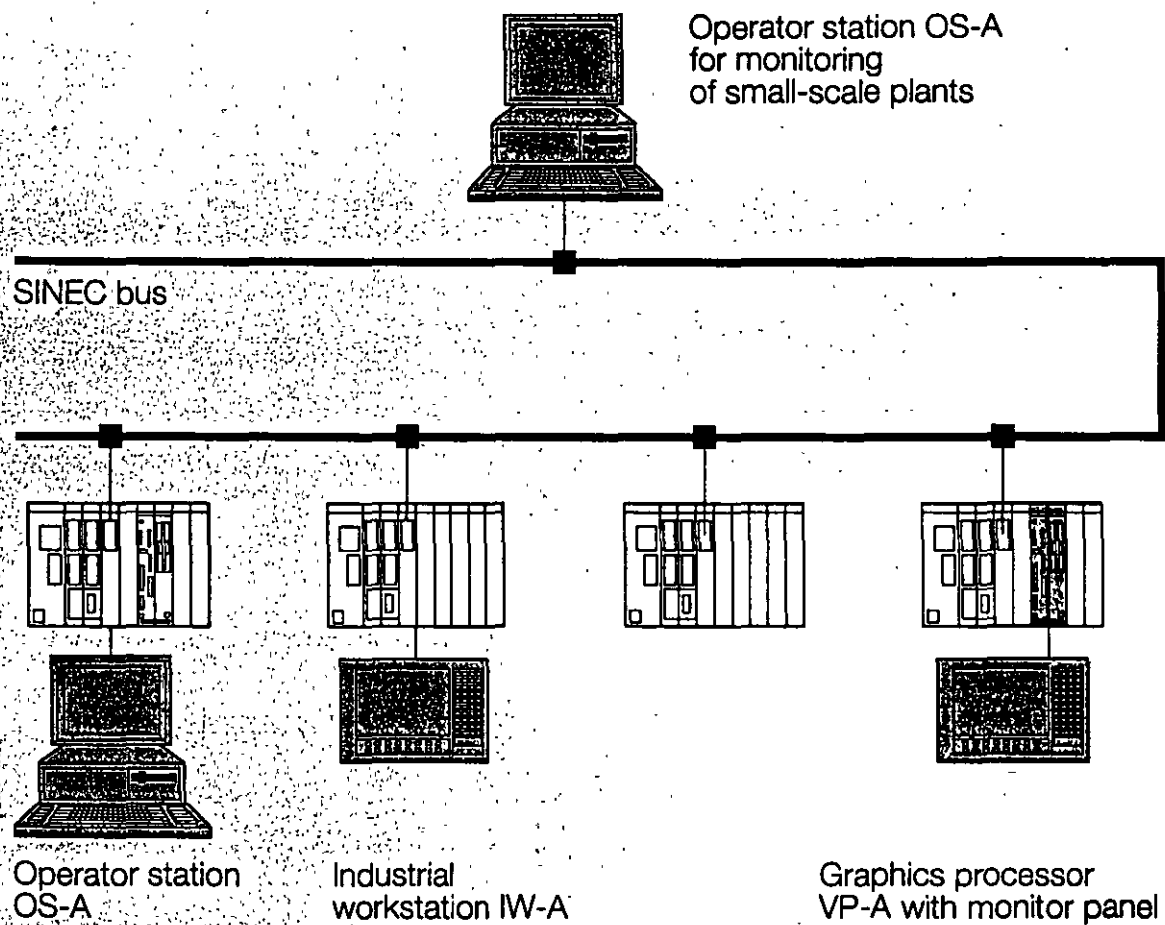 Operator station OS-A
for monitoring
of small-scale plants
SINEC bus
Operator station
OS-A
Industrial
workstation IW-A
Graphics processor
VP-A with monitor panel